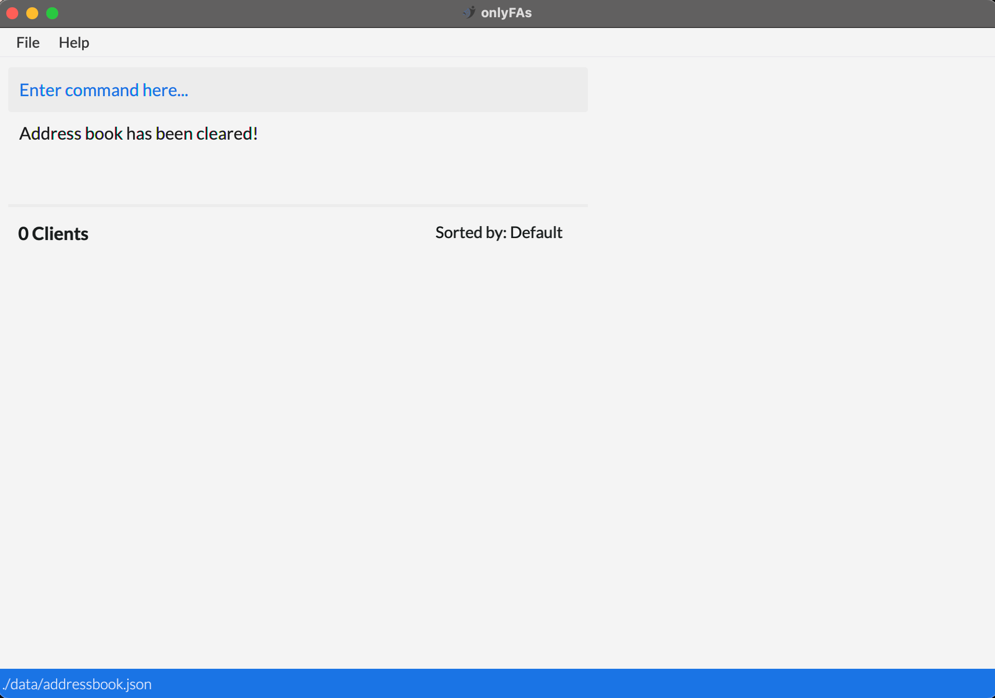 onlyFAs
File Help
Enter command here...
Address book has been cleared!
0 Clients Sorted by: Default
./data/addressbook.json